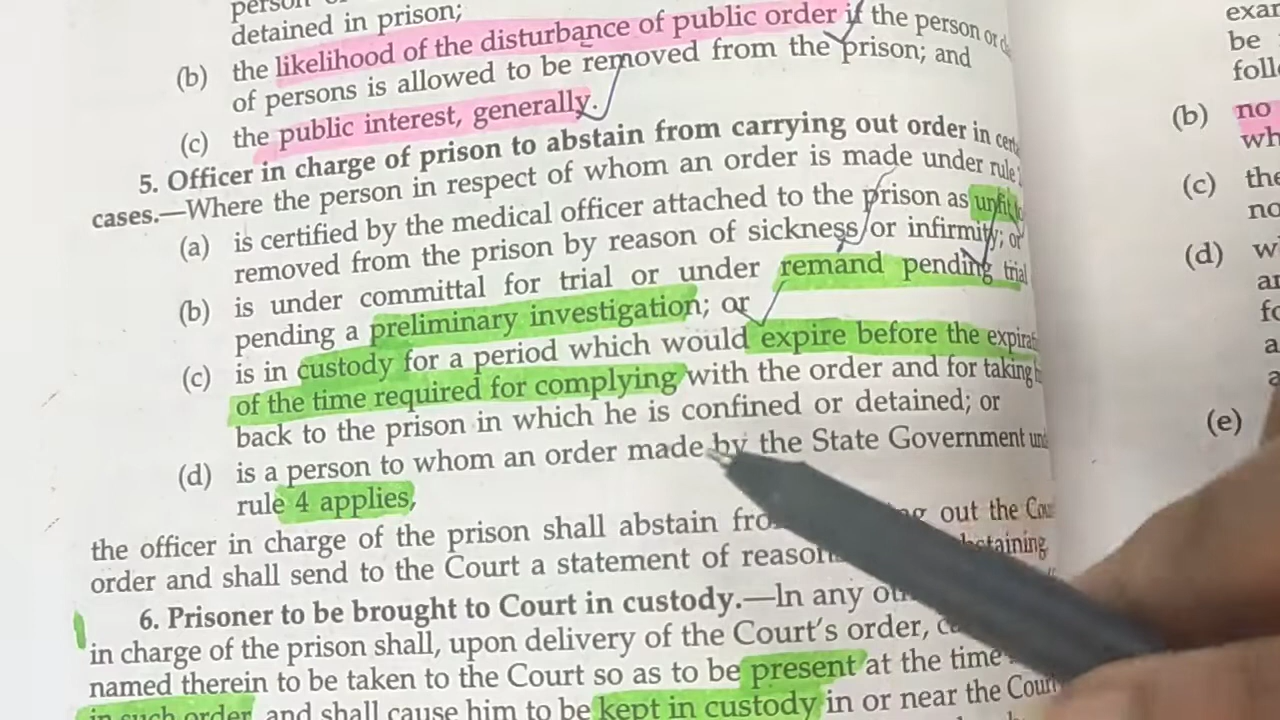 detained in prison;
(b) the likelihood of the disturbance of public order if the person or
of persons is allowed to be removed from the prison; and
(c) the public interest, generally.
5. Officer in charge of prison to abstain from carrying out order in
cases.—Where the person in respect of whom an order is made under rule
(a) is certified by the medical officer attached to the prison as unfit
removed from the prison by reason of sickness or infirmity; or
(b) is under committal for trial or under remand pending trial
pending a preliminary investigation; or
(c) is in custody for a period which would expire before the
of the time required for complying with the order and for taking
back to the prison in which he is confined or detained; or
(d) is a person to whom an order made by the State Government
rule 4 applies,
the officer in charge of the prison shall abstain out the
order and shall send to the Court a statement of
6. Prisoner to be brought to Court in custody.—In any
in charge of the prison shall, upon delivery of the Court's order,
named therein to be taken to the Court so as to be present at the time
in such order and shall cause him to be kept in custody in or near the Court
be
(b) no
(c) the
no
(d)
(e)